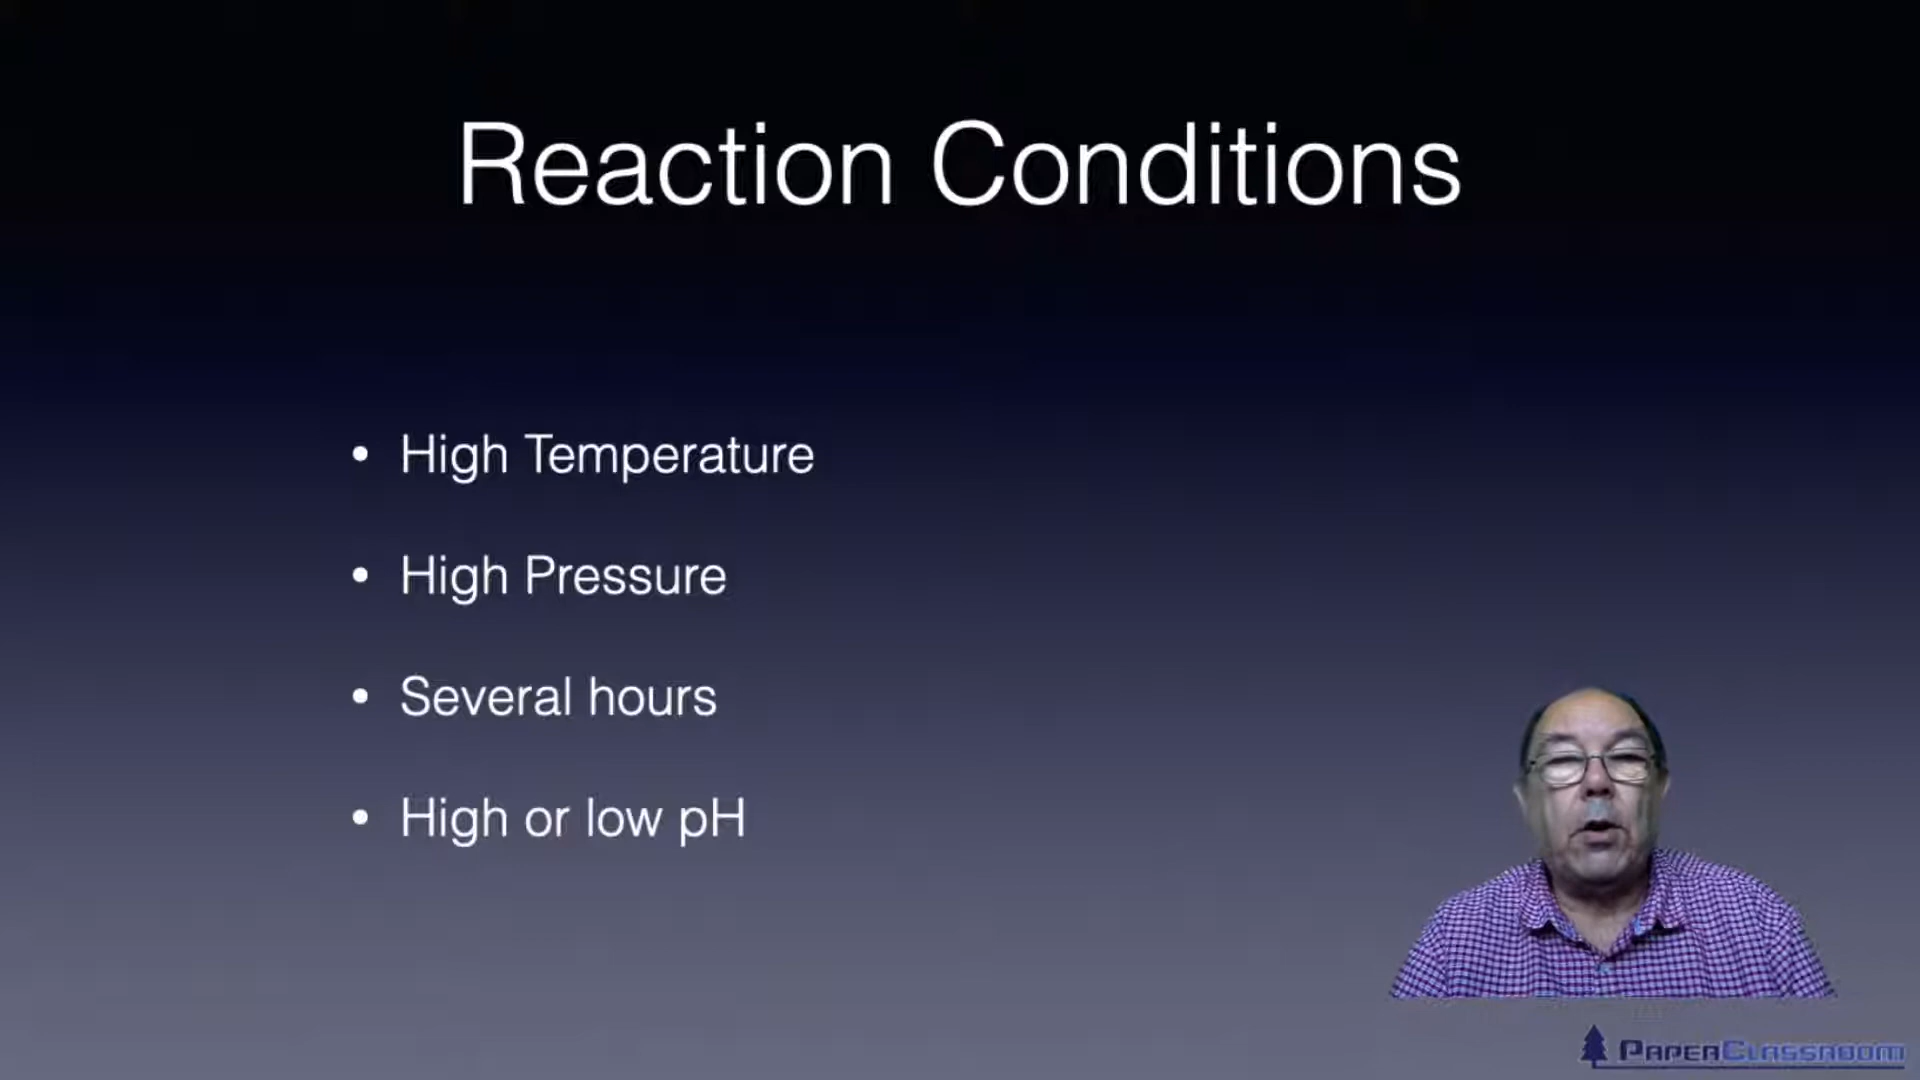 Reaction Conditions
• High Temperature
• High Pressure
• Several hours
• High or low pH
PAPERCLASSROOM